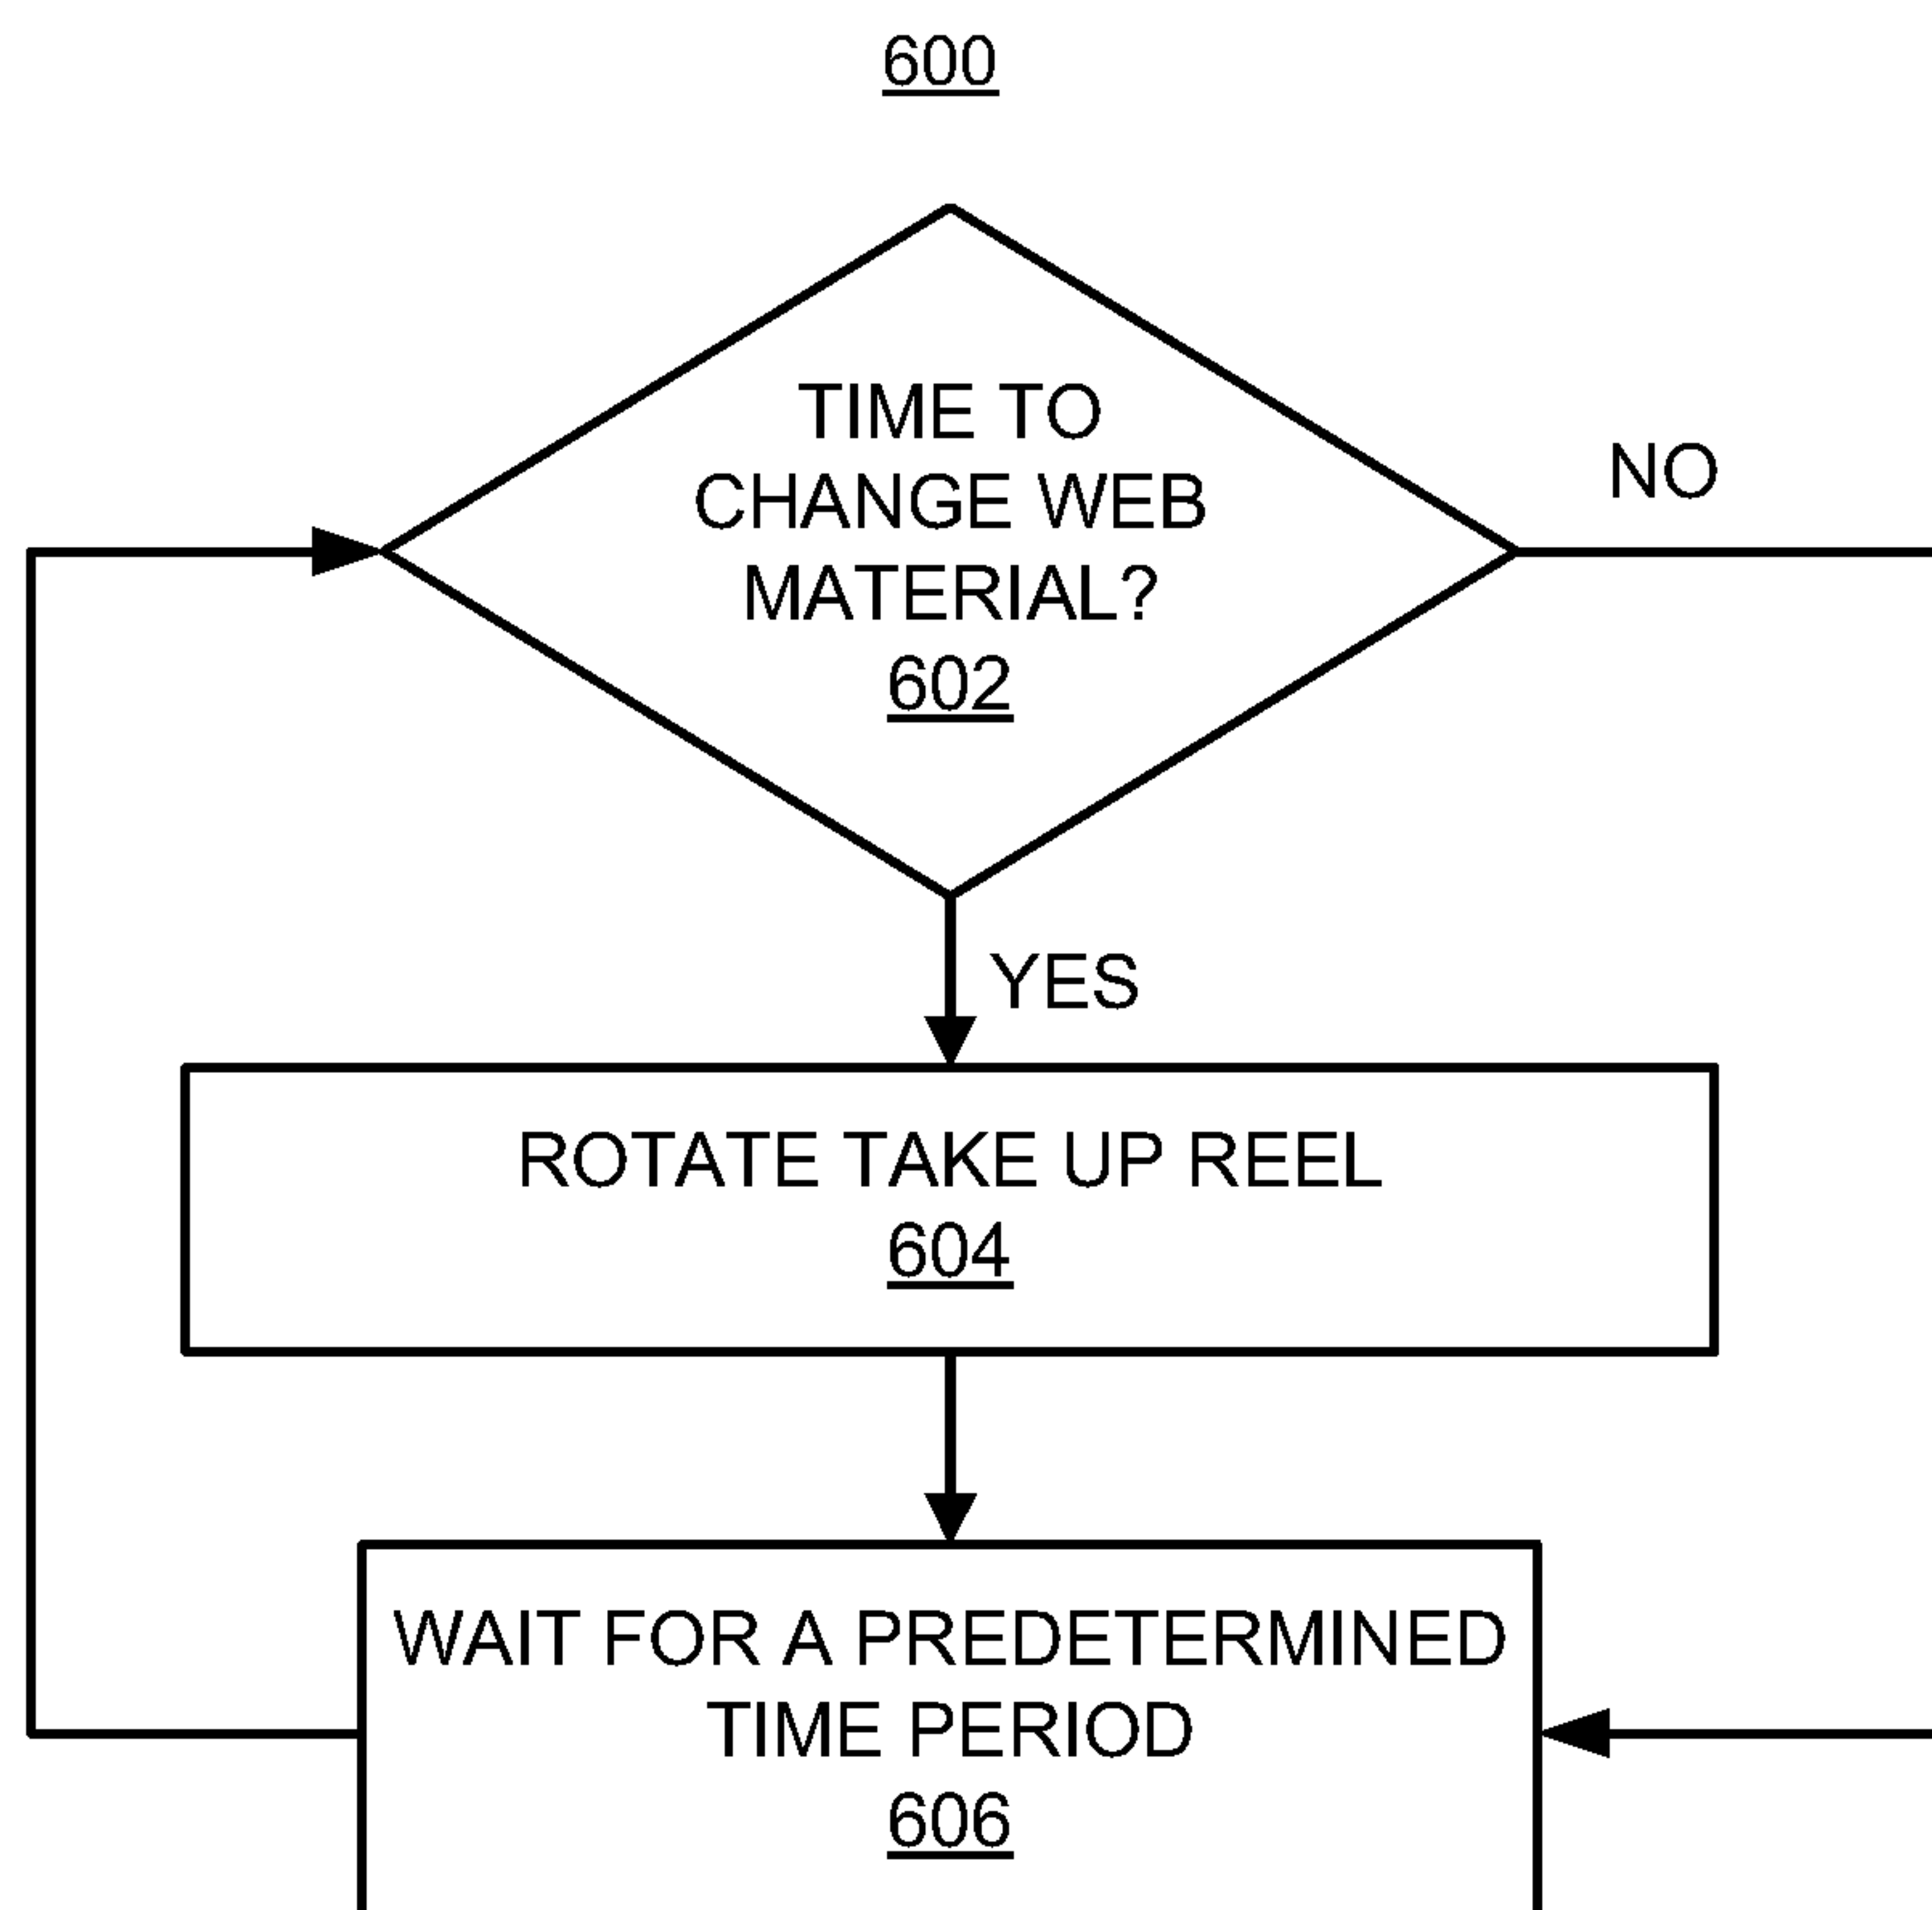 600
TIME TO
CHANGE WEB
MATERIAL?
602
NO
YES
ROTATE TAKE UP REEL
604
WAIT FOR A PREDETERMINED
TIME PERIOD
606